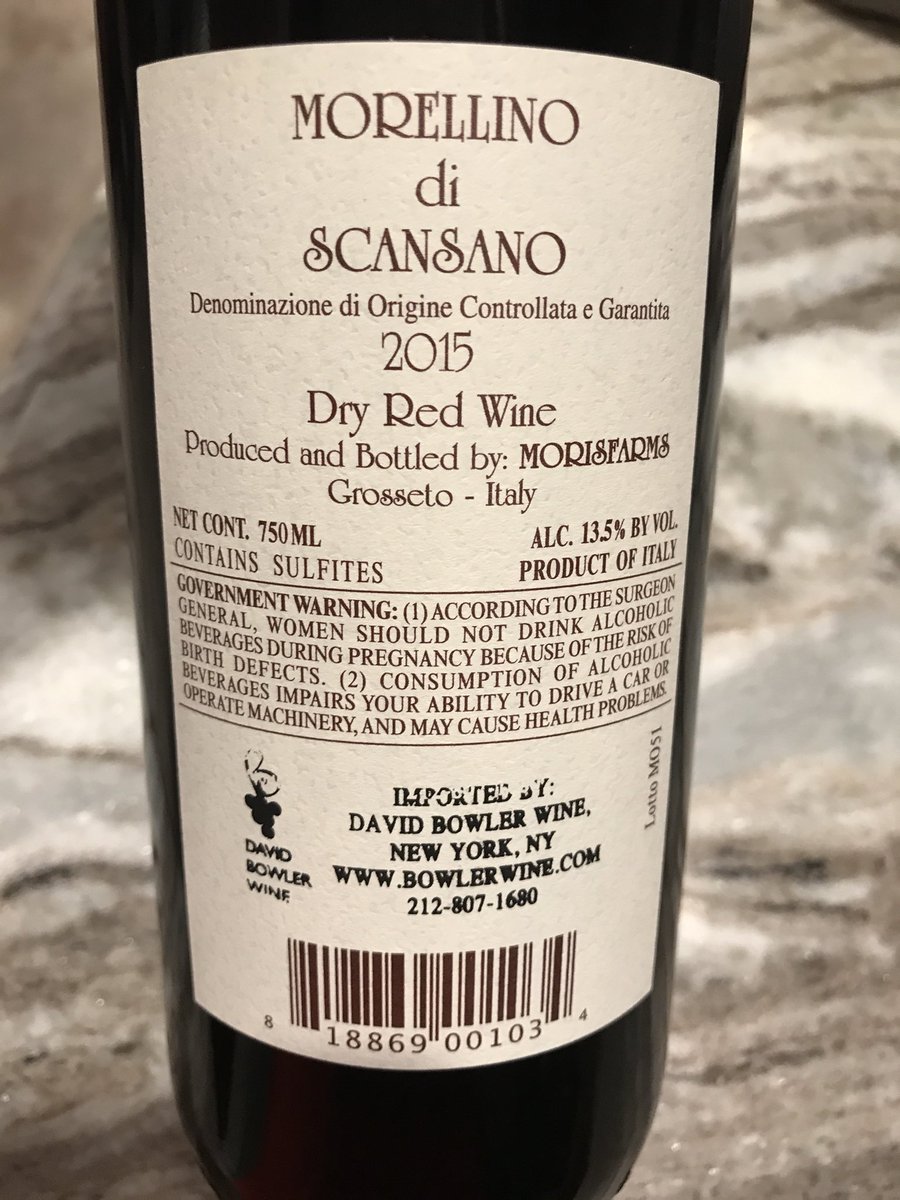 MORELLINO
di
SCANSANO
Denominazione di Origine Controllata e Garantita
2015
Dry Red Wine
Produced and Bottled by: MORISFARMS
Grosseto - Italy
NET CONT. 750ML
CONTAINS SULFITES
ALC. 13.5% BY VOL.
PRODUCT OF ITALY
GOVERNMENT WARNING: (1) ACCORDING TO THE SURGEON
GENERAL, WOMEN SHOULD NOT DRINK ALCOHOLIC
BEVERAGES DURING PREGNANCY BECAUSE OF THE RISK OF
BIRTH DEFECTS. (2) CONSUMPTION OF ALCOHOLIC
BEVERAGES IMPAIRS YOUR ABILITY TO DRIVE A CAR OR
OPERATE MACHINERY, AND MAY CAUSE HEALTH PROBLEMS.
Lotto MO51
DAVID
BOWLER
WINE
IMPORTED BY:
DAVID BOWLER WINE,
NEW YORK, NY
WWW.BOWLERWINE.COM
212-807-1680
8 18869 00103 4